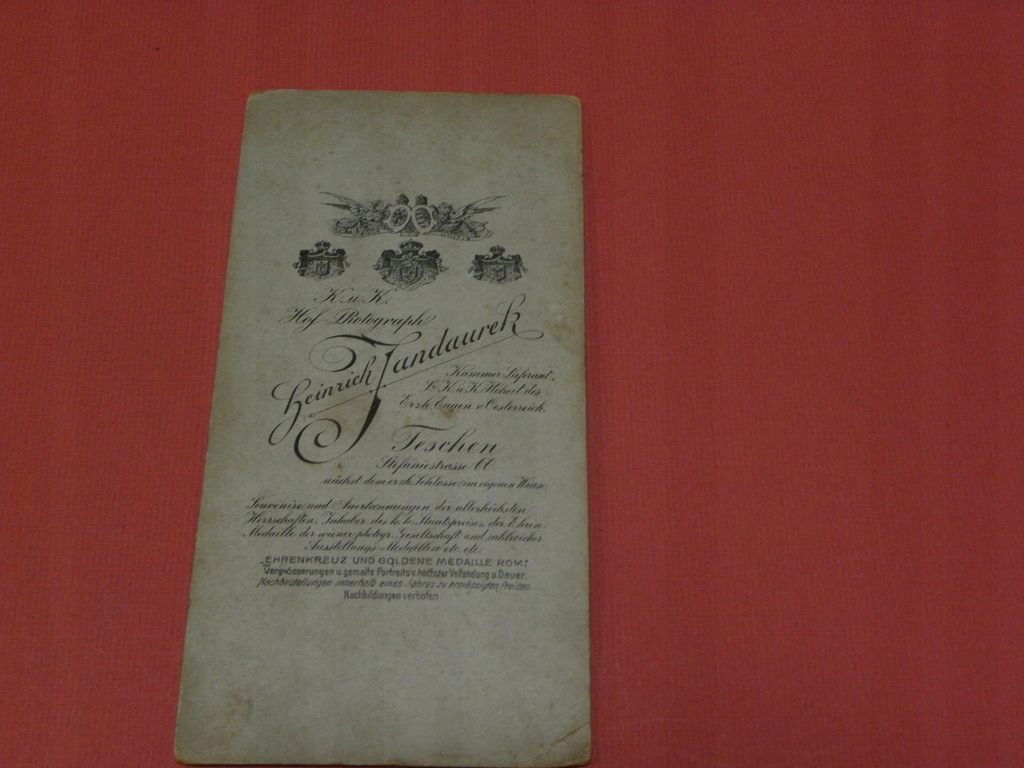 K. u. K.
Hof-Photograph
Heinrich Jandaurek
Kammer Lieferant
Sr. K. u. K. Hoheit des
Erzh. Eugen v. Oesterreich.
Teschen
Stefaniestrasse 60
nächst dem erzh. Schlosse im eigenen Hause
Souvenire und Anerkennungen der allerhöchsten
Herrschaften. Inhaber des k. k. Staatspreises, der Ehren-
Medaille der wiener-photogr. Gesellschaft und zahlreicher
Ausstellungs-Medaillen etc. etc.
„EHRENKREUZ UND GOLDENE MEDAILLE ROM."
Vergrösserungen u. gemalte Portraits v. höchster Vollendung u. Dauer.
Nachbestellungen innerhalb eines Jahres zu ermässigten Preisen.
Nachbildungen verboten.